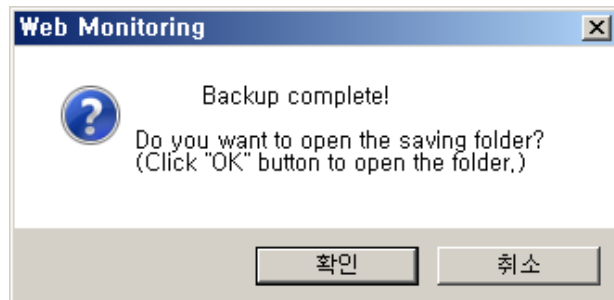 Web Monitoring
Backup complete!
Do you want to open the saving folder?
(Click "OK" button to open the folder.)
확인
취소